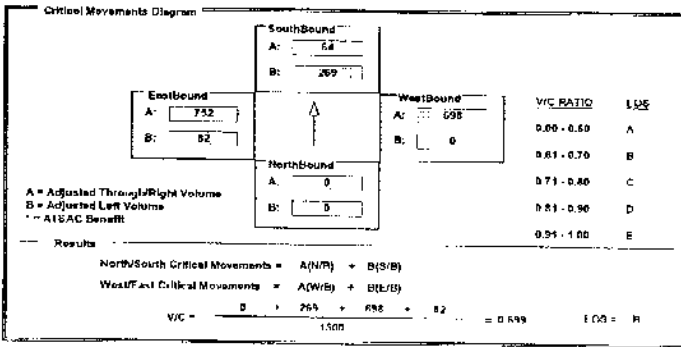 Critical Movements Diagram
SouthBound
A: 64
B: 269
EastBound
A: 752
B: 82
WestBound
A: 698
B: 0
NorthBound
A: 0
B: 0
V/C RATIO LOS
0.00 - 0.60 A
0.61 - 0.70 B
0.71 - 0.80 C
0.81 - 0.90 D
0.91 - 1.00 E
A = Adjusted Through/Right Volume
B = Adjusted Left Volume
* = ATSAC Benefit
Results
North/South Critical Movements = A(N/B) + B(S/B)
West/East Critical Movements = A(W/B) + B(E/B)
V/C = 0 + 269 + 698 + 82 = 0.699 LOS = B
1500